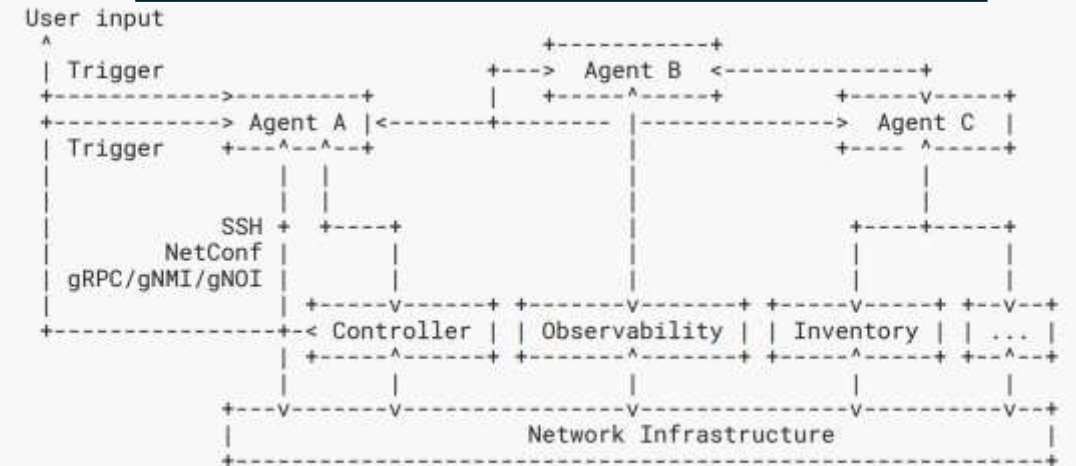 User input
Trigger
Agent B
Agent A
Agent C
Trigger
SSH
NetConf
gRPC/gNMI/gNOI
Controller
Observability
Inventory
...
Network Infrastructure